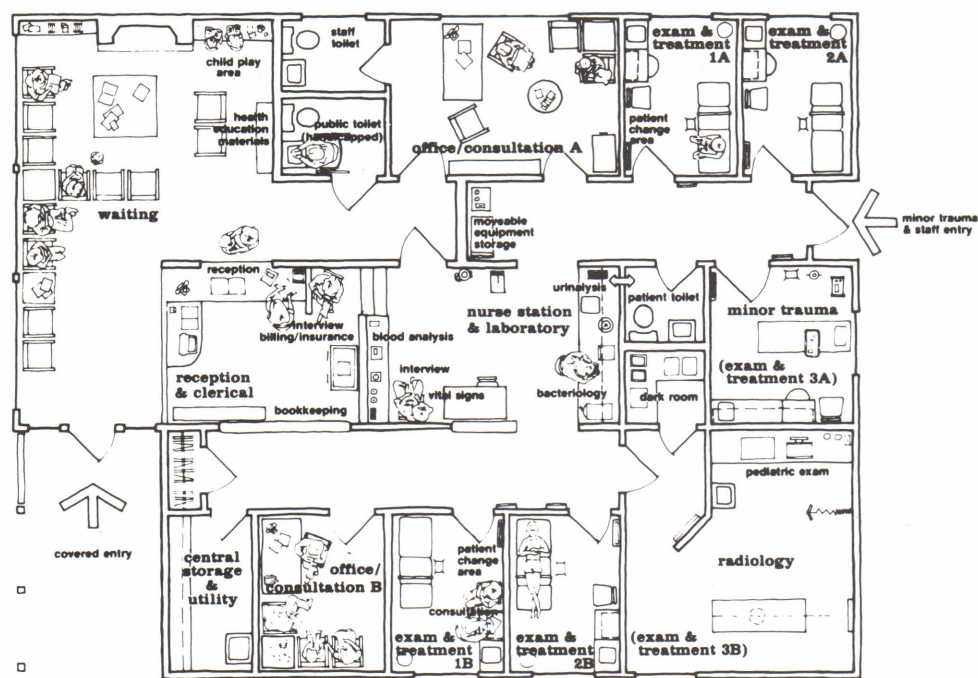 staff
toilet
child play
area
health
education
materials
public toilet
(handicapped)
office/consultation A
exam &
treatment
1A
exam &
treatment
2A
patient
change
area
waiting
moveable
equipment
storage
minor trauma
& staff entry
reception
interview
billing/insurance
reception
& clerical
bookkeeping
blood analysis
interview
vital signs
nurse station
& laboratory
urinalysis
bacteriology
patient toilet
dark room
minor trauma
(exam &
treatment 3A)
pediatric exam
radiology
(exam &
treatment 3B)
covered entry
central
storage
&
utility
office/
consultation B
patient
change
area
consultation
exam &
treatment
1B
exam &
treatment
2B